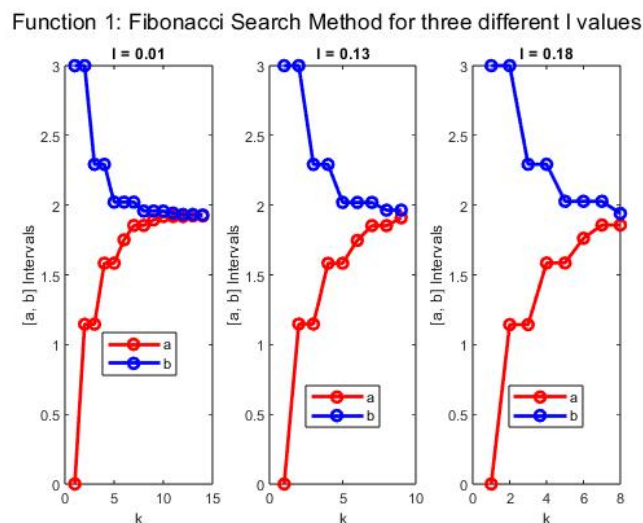 Function 1: Fibonacci Search Method for three different l values
l = 0.01
3
2.5
2
1.5
1
0.5
0
0
5
10
15
[a, b] Intervals
k
a
b
l = 0.13
3
2.5
2
1.5
1
0.5
0
0
5
10
[a, b] Intervals
k
a
b
l = 0.18
3
2.5
2
1.5
1
0.5
0
0
2
4
6
8
[a, b] Intervals
k
a
b